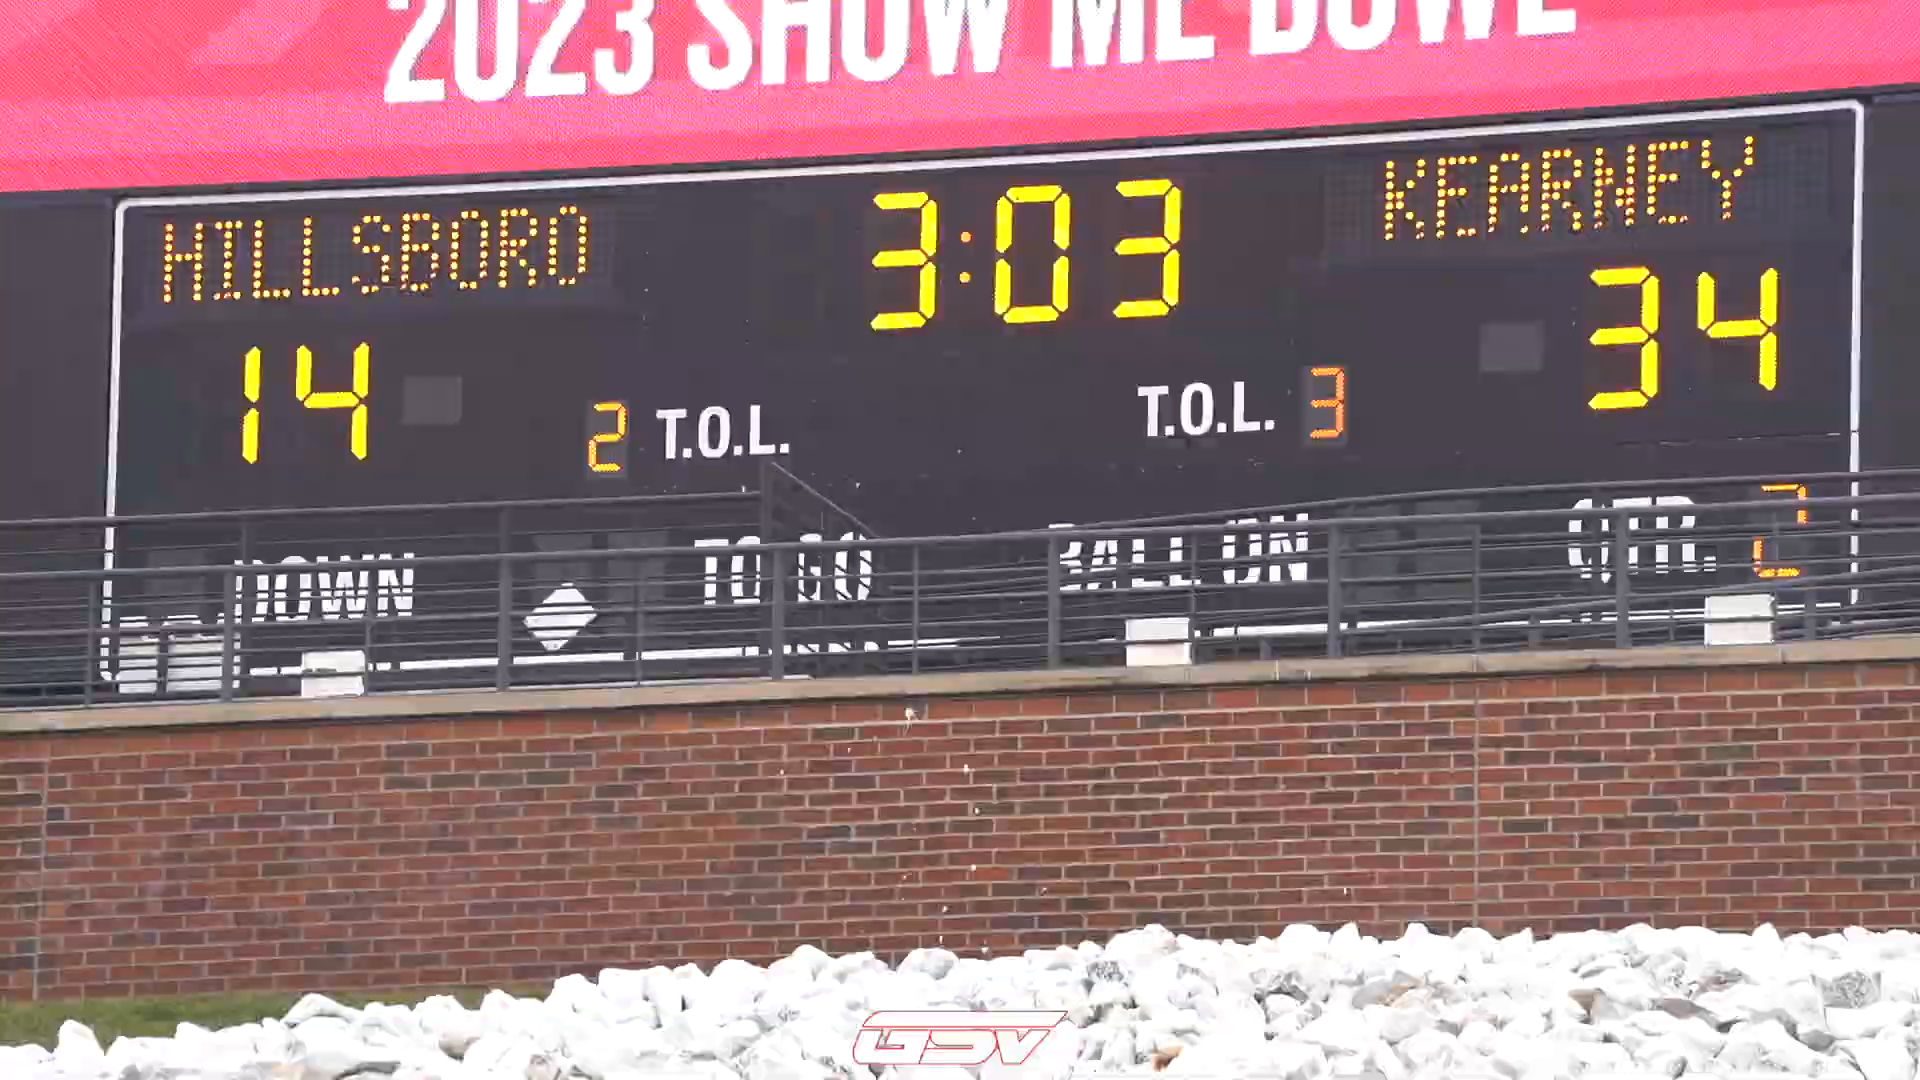 2023 SHOW ME BOWL
HILLSBORO 3:03 KEARNEY
14 34
2 T.O.L. T.O.L. 3
DOWN TO GO BALL ON QTR. 2
GSV